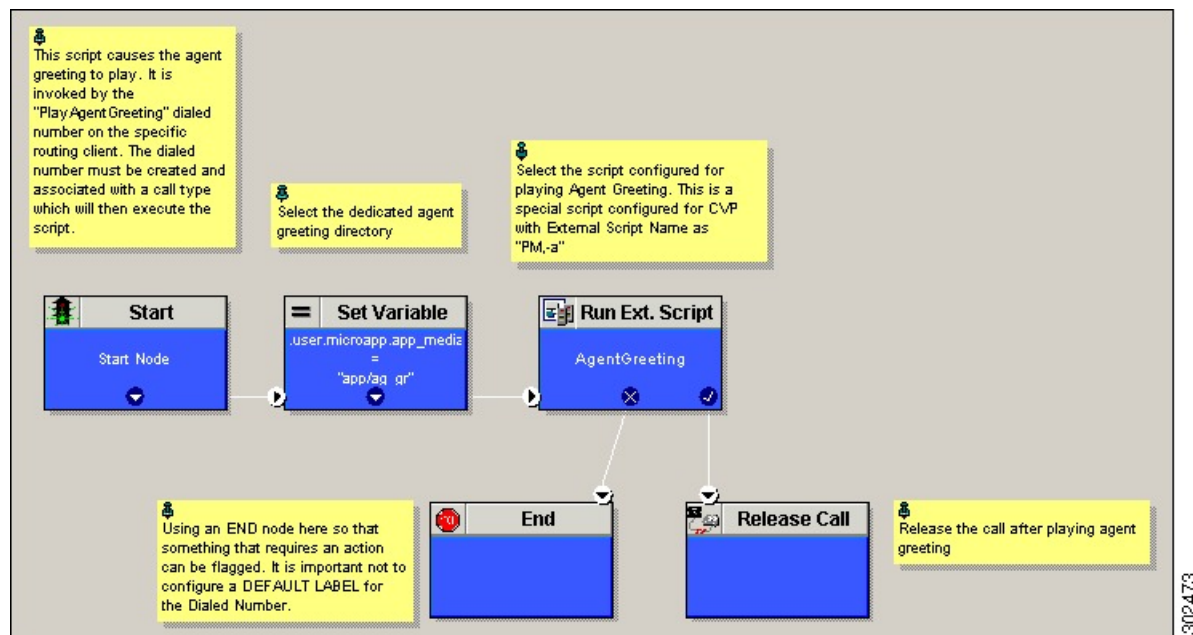 This script causes the agent
greeting to play. It is
invoked by the
"PlayAgentGreeting" dialed
number on the specific
routing client. The dialed
number must be created and
associated with a call type
which will then execute the
script.
Select the dedicated agent
greeting directory
Select the script configured for
playing Agent Greeting. This is a
special script configured for CVP
with External Script Name as
"PM,-a"
Start
Start Node
Set Variable
.user.microapp.app_media
=
"app/ag_gr"
Run Ext. Script
AgentGreeting
Using an END node here so that
something that requires an action
can be flagged. It is important not to
configure a DEFAULT LABEL for
the Dialed Number.
End
Release Call
Release the call after playing agent
greeting
302473